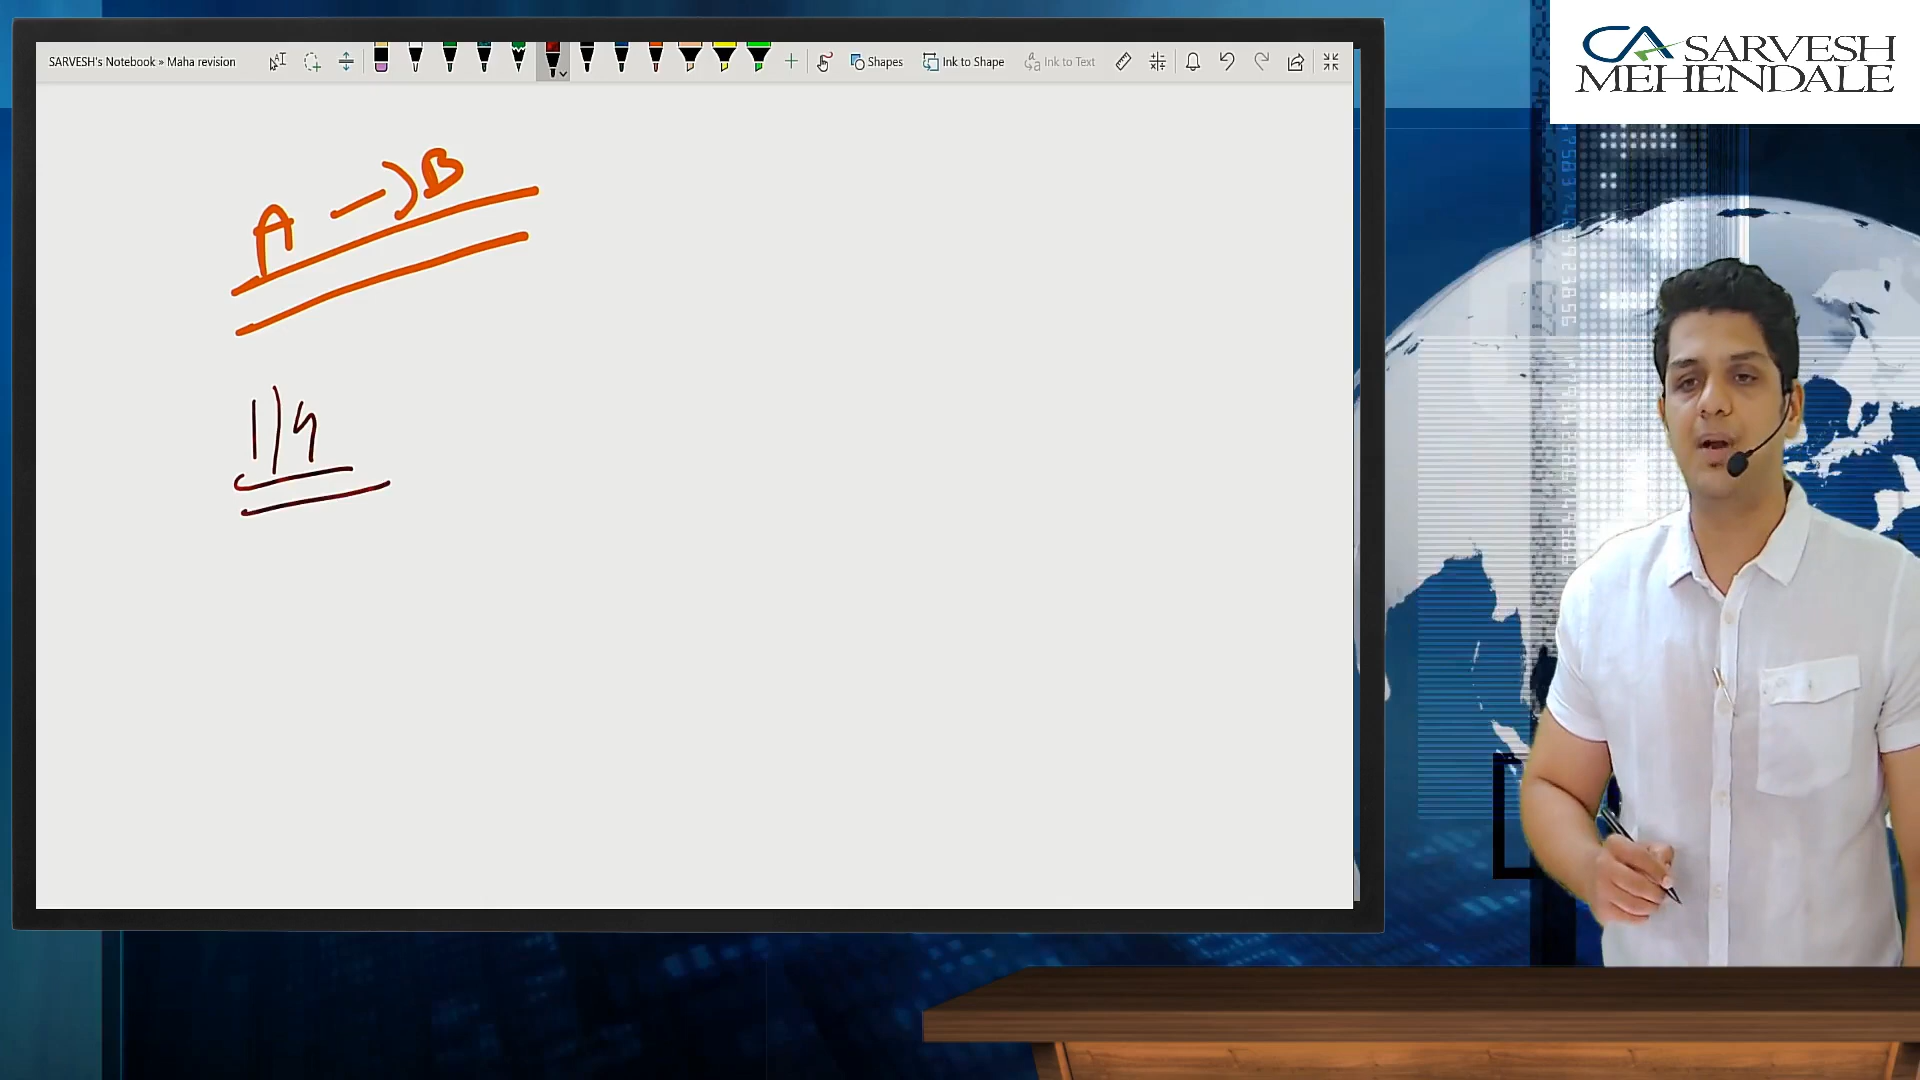 CA SARVESH
MEHENDALE
SARVESH's Notebook » Maha revision
Shapes
Ink to Shape
Ink to Text
A → B
1/4